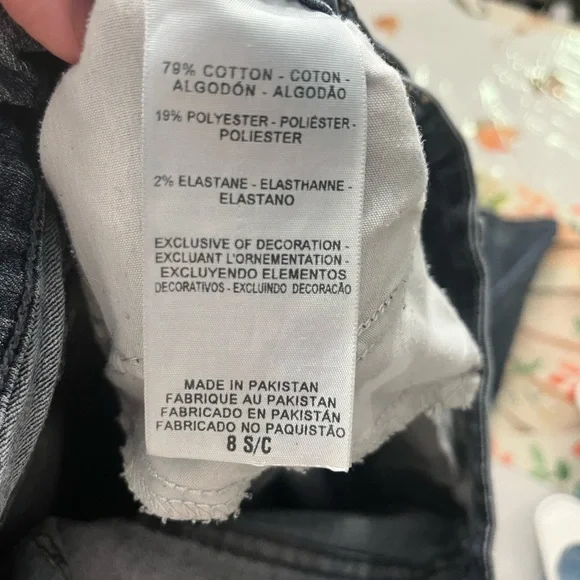 79% COTTON - COTON -
ALGODÓN - ALGODÃO
19% POLYESTER - POLIÉSTER -
POLIESTER
2% ELASTANE - ELASTHANNE -
ELASTANO
EXCLUSIVE OF DECORATION -
EXCLUANT L'ORNEMENTATION -
EXCLUYENDO ELEMENTOS
DECORATIVOS - EXCLUINDO DECORAÇÃO
MADE IN PAKISTAN
FABRIQUE AU PAKISTAN
FABRICADO EN PAKISTÁN
FABRICADO NO PAQUISTÃO
8 S/C